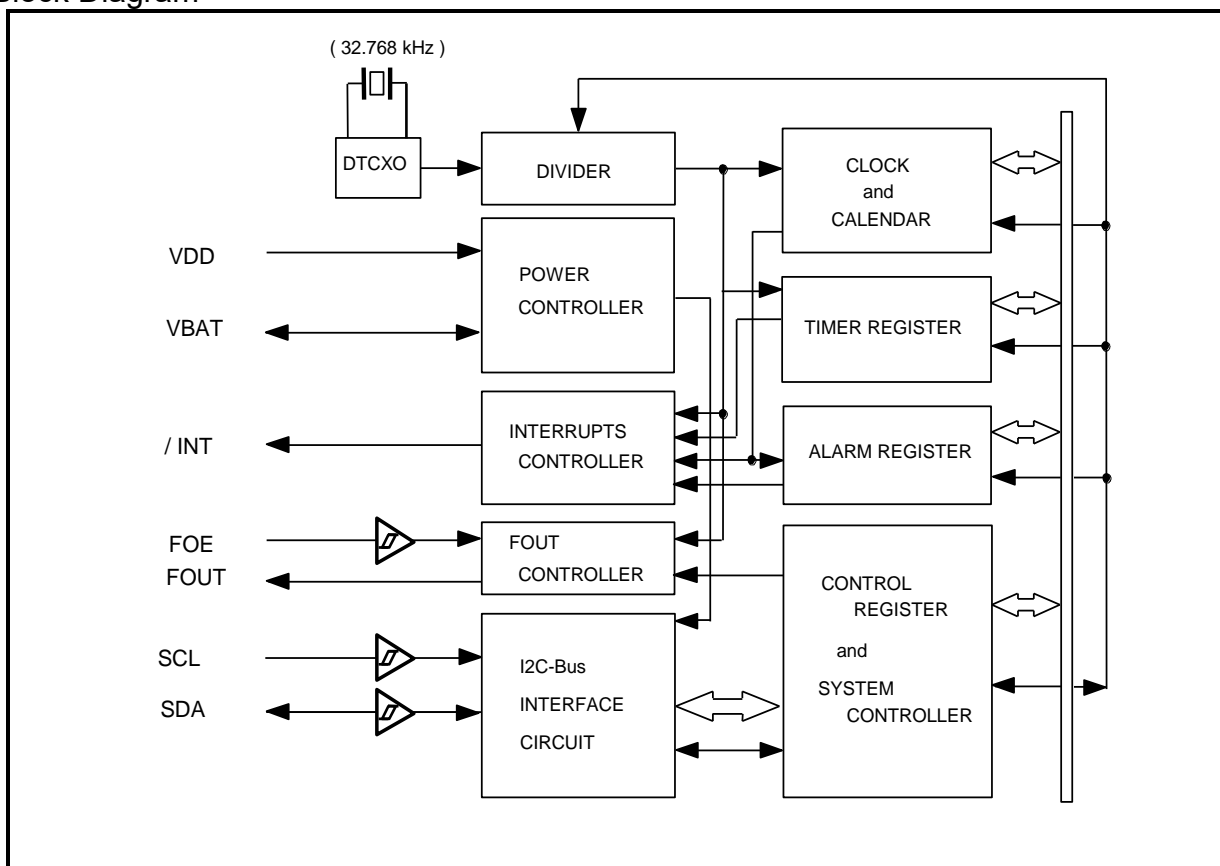 Block Diagram
( 32.768 kHz )
DTCXO
DIVIDER
CLOCK
and
CALENDAR
VDD
POWER
CONTROLLER
VBAT
TIMER REGISTER
/ INT
INTERRUPTS
CONTROLLER
ALARM REGISTER
FOE
FOUT
FOUT
CONTROLLER
CONTROL
REGISTER
and
SYSTEM
CONTROLLER
SCL
SDA
I2C-Bus
INTERFACE
CIRCUIT